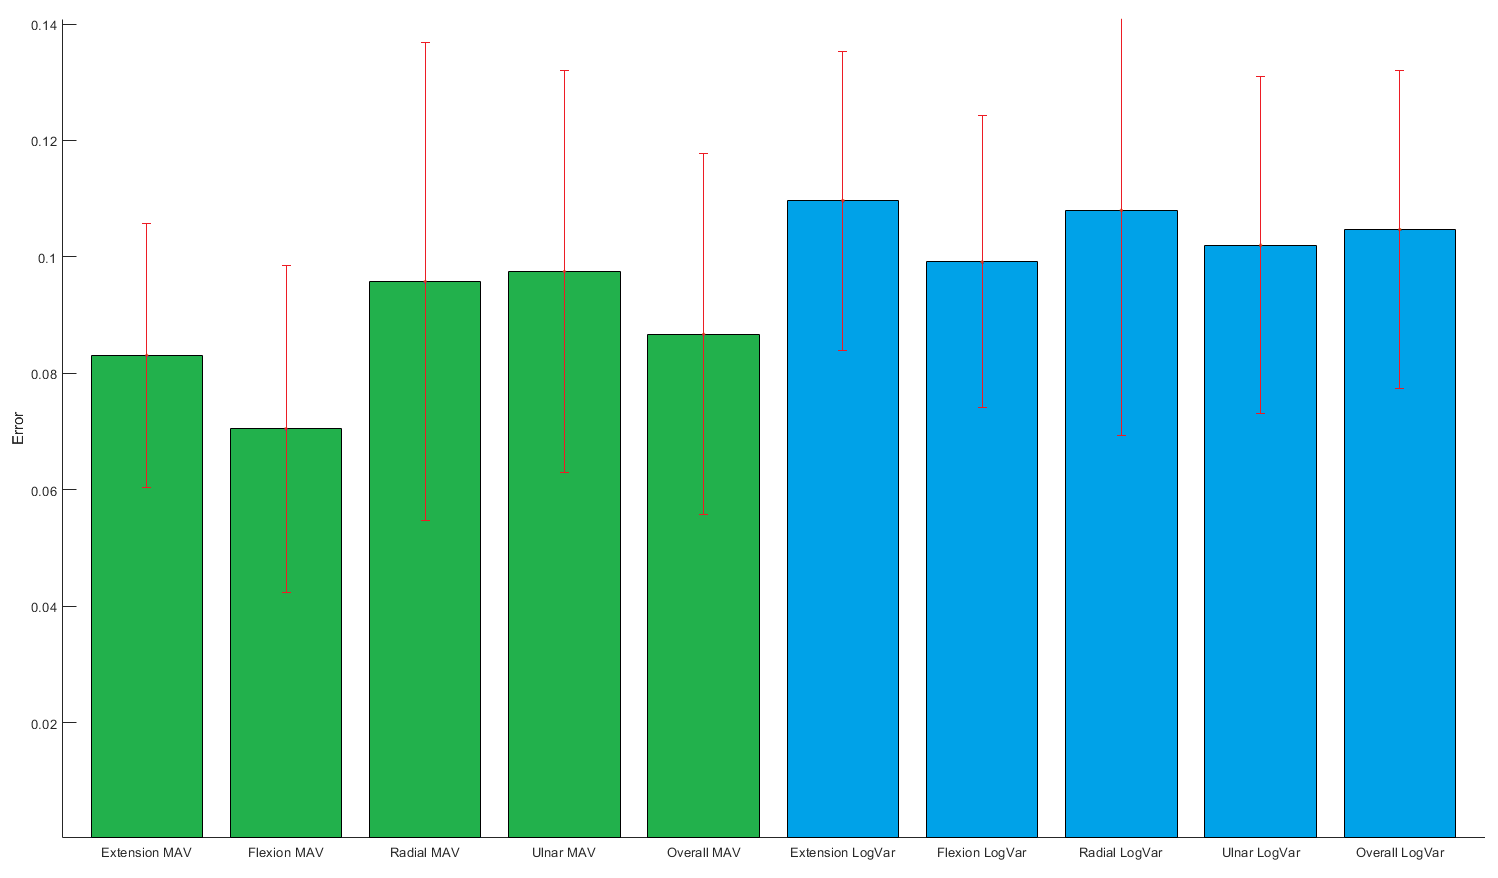 0.14
0.12
0.1
0.08
0.06
0.04
0.02
Error
Extension MAV
Flexion MAV
Radial MAV
Ulnar MAV
Overall MAV
Extension LogVar
Flexion LogVar
Radial LogVar
Ulnar LogVar
Overall LogVar